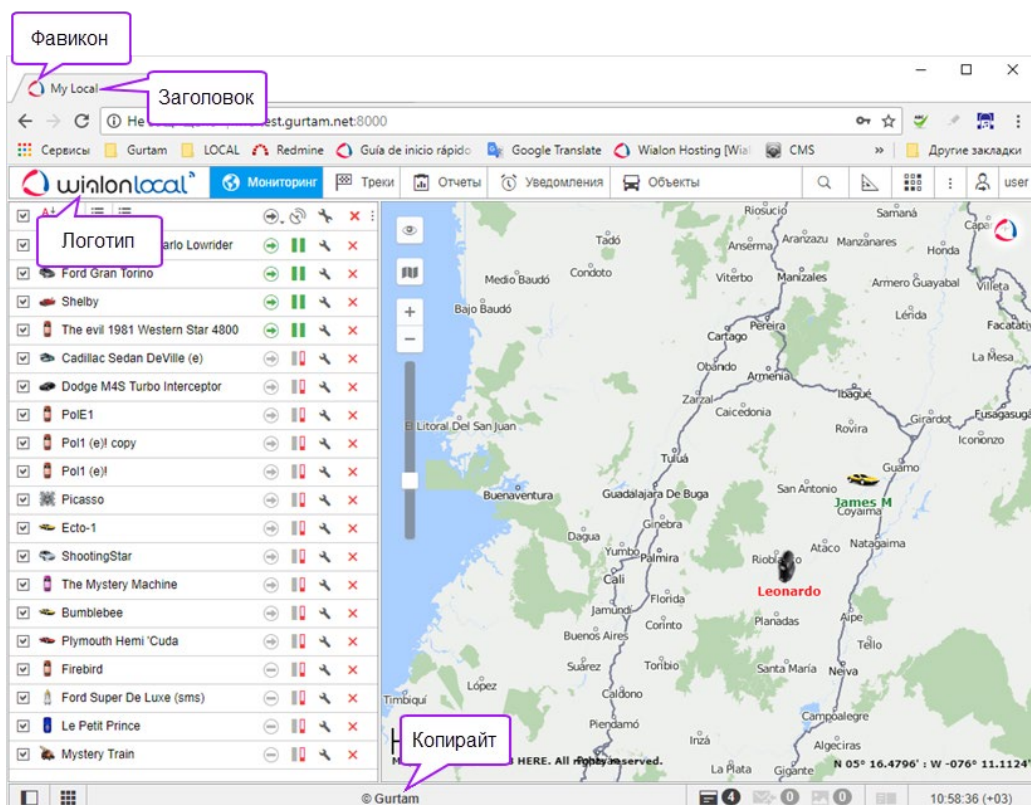 Фавикон
My Local
Заголовок
Не est.gurtam.net:8000
Сервисы Gurtam LOCAL Redmine Guía de inicio rápido Google Translate Wialon Hosting [Wial CMS » Другие закладки
wialon local Мониторинг Треки Отчеты Уведомления Объекты user
Логотип
arlo Lowrider
Ford Gran Torino
Shelby
The evil 1981 Western Star 4800
Cadillac Sedan DeVille (e)
Dodge M4S Turbo Interceptor
PolE1
Pol1 (e)! copy
Pol1 (e)!
Picasso
Ecto-1
ShootingStar
The Mystery Machine
Bumblebee
Plymouth Hemi 'Cuda
Firebird
Ford Super De Luxe (sms)
Le Petit Prince
Mystery Train
Riosucio Samaná
Tadó Anserma Aranzazu Manzanares Honda
Medio Baudó Condoto Viterbo Manizales Armero Guayabal Villeta
Bajo Baudó Lérida
Pereira Facatati
Cartago
La Mesa
Obando Armenia
Ibagué
Zarzal Caicedonia Girardot Fusagasugá
El Litoral Del San Juan Rovira Icononzo
Tuluá Guamo
Buenaventura Guadalajara De Buga San Antonio
James M
Coyaima
Ginebra
Dagua Natagaima
Yumbo Palmira Rioblanco Ataco
Cali
Leonardo
Florida
Jamundí Planadas Aipe
Corinto
Buenos Aires Tello
Suárez Toribio Santa María Neiva
López
Timbiquí Caldono
Campoalegre
Piendamó
Копирайт
Inzá Algeciras
HERE. All rights reserved. N 05° 16.4796' : W -076° 11.1124'
La Plata Gigante
© Gurtam 4 0 0 10:58:36 (+03)